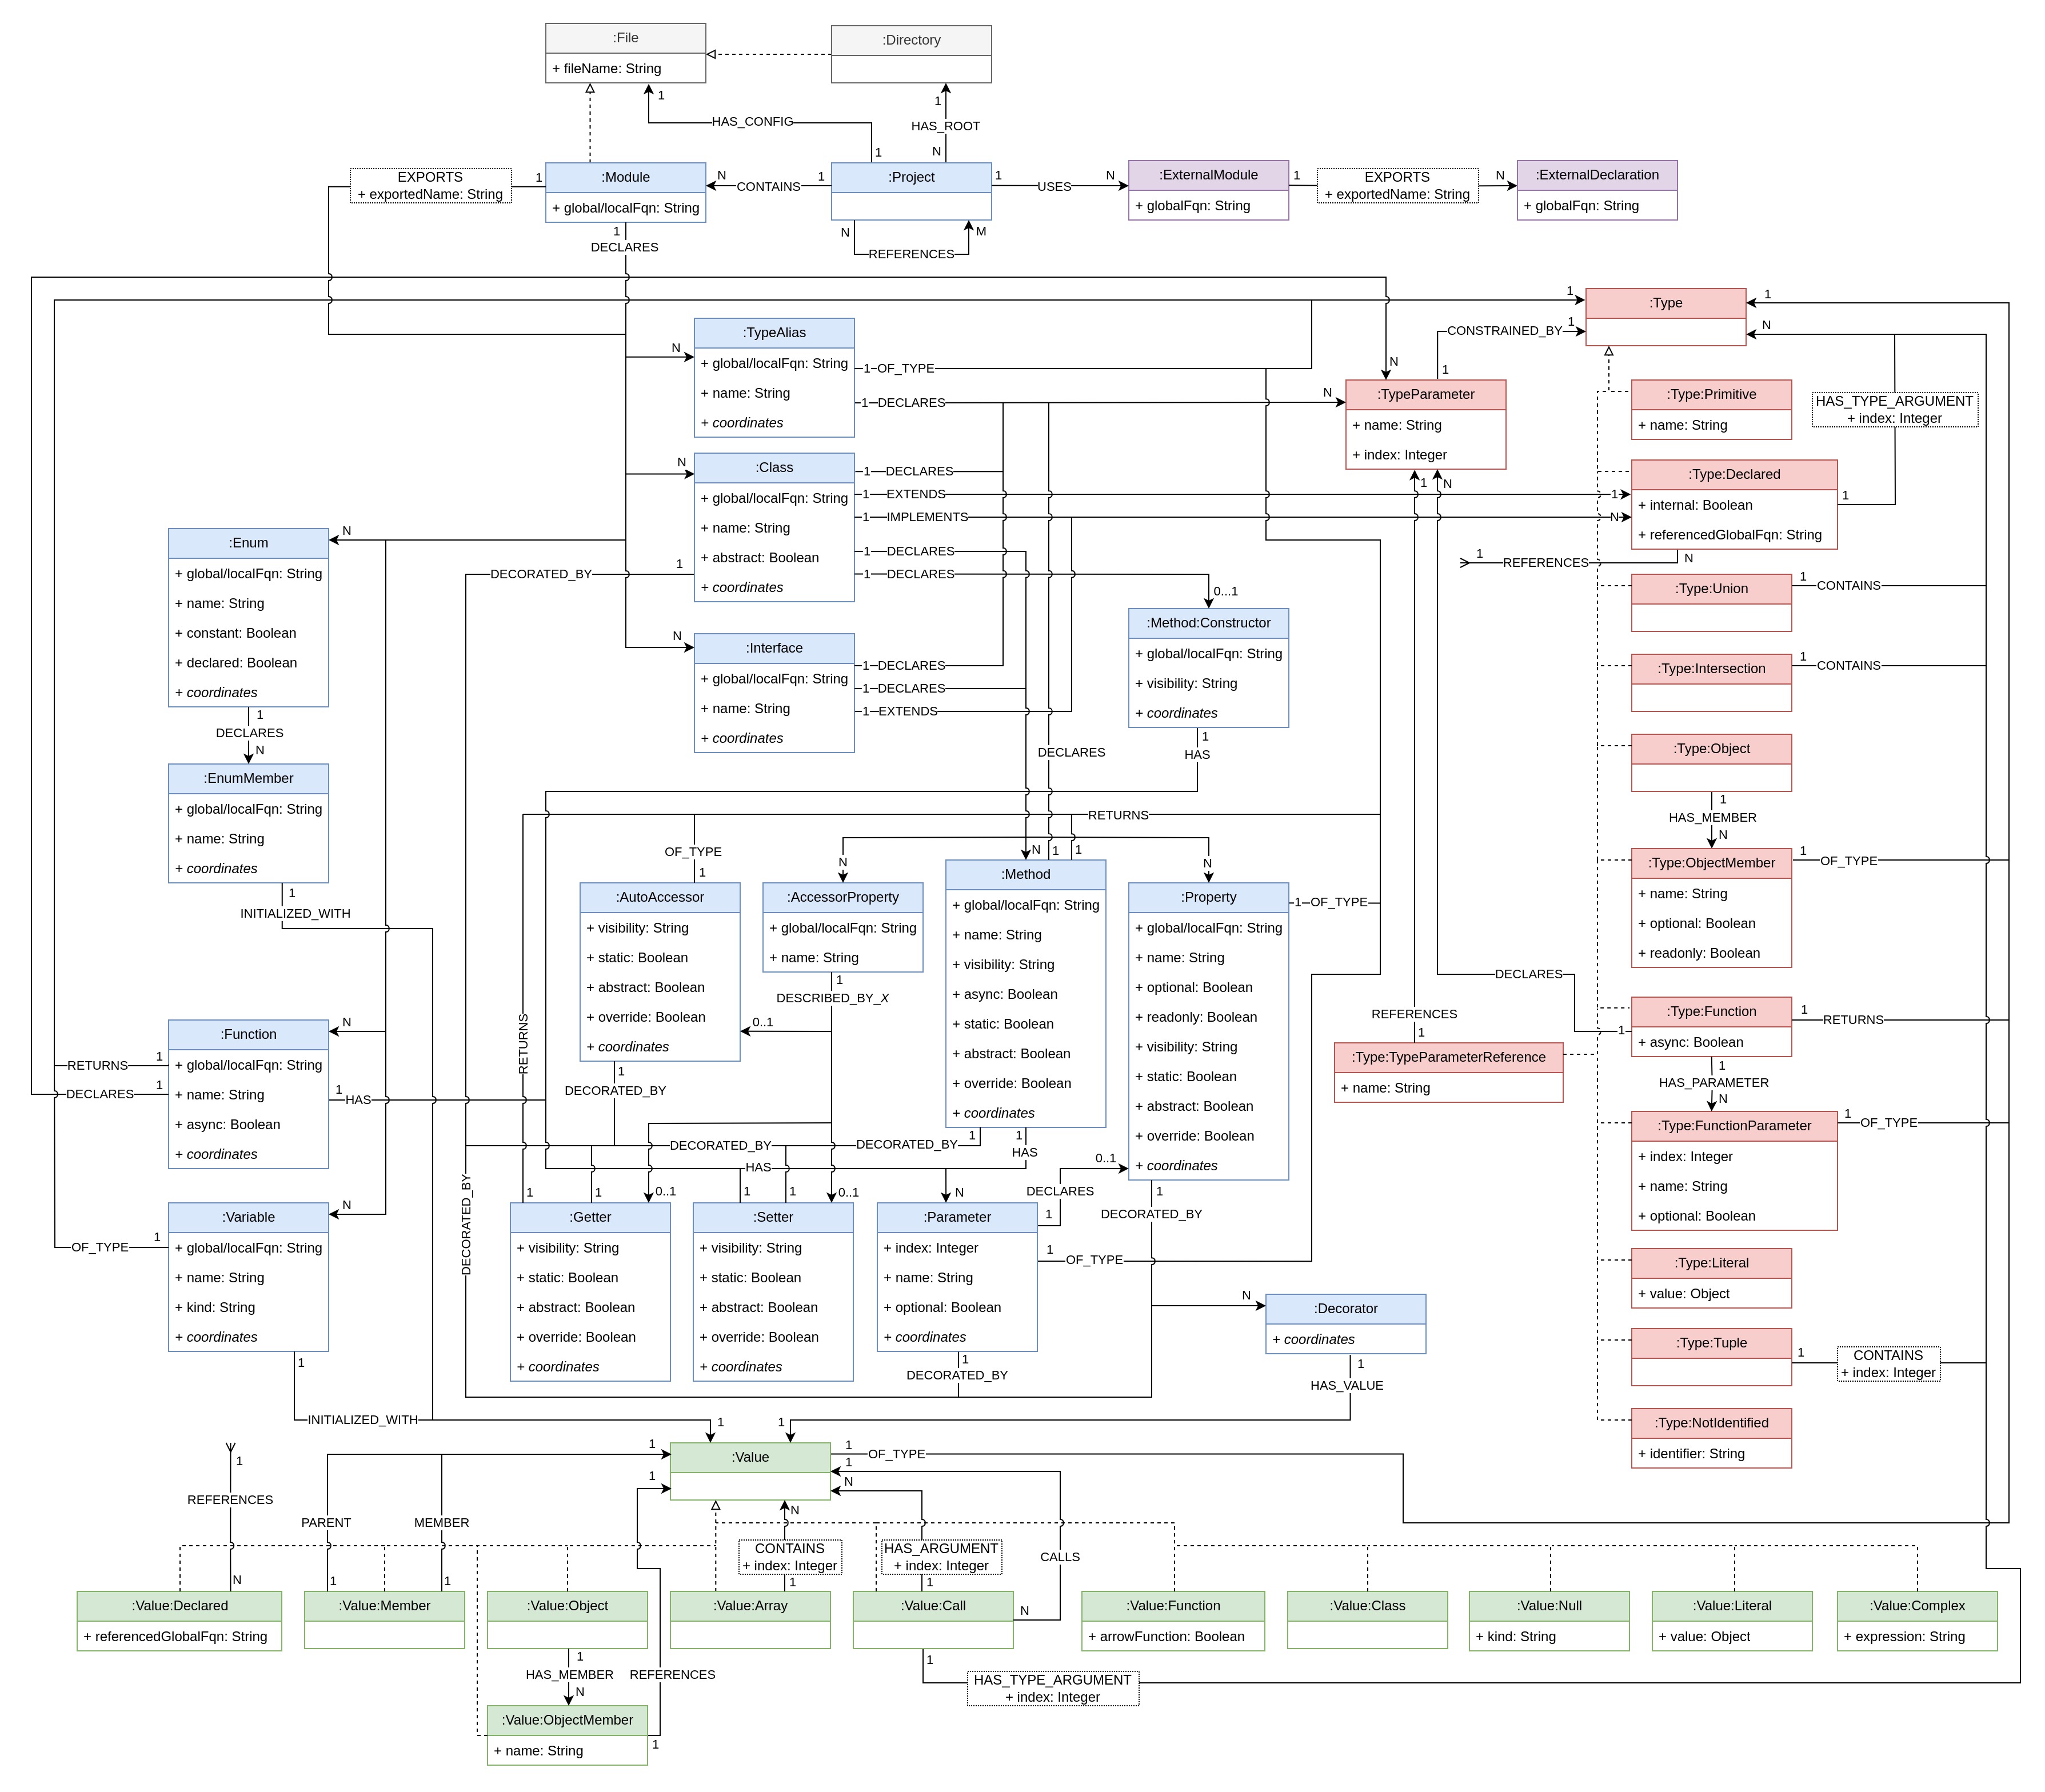 :File
+ fileName: String
:Directory
1
HAS_CONFIG
1
1
HAS_ROOT
N
EXPORTS
+ exportedName: String
1
:Module
+ global/localFqn: String
N
CONTAINS
1
:Project
1
USES
N
:ExternalModule
+ globalFqn: String
1
EXPORTS
+ exportedName: String
N
:ExternalDeclaration
+ globalFqn: String
1
DECLARES
N
REFERENCES
M
:TypeAlias
+ global/localFqn: String
+ name: String
+ coordinates
N
1
OF_TYPE
1
DECLARES
N
N
1
:Type
1
N
CONSTRAINED_BY
1
1
:TypeParameter
+ name: String
+ index: Integer
:Type:Primitive
+ name: String
HAS_TYPE_ARGUMENT
+ index: Integer
:Class
+ global/localFqn: String
+ name: String
+ abstract: Boolean
+ coordinates
N
1
DECLARES
1
EXTENDS
1
1
IMPLEMENTS
N
1
DECLARES
1
DECLARES
0...1
1
DECORATED_BY
1
N
:Type:Declared
+ internal: Boolean
+ referencedGlobalFqn: String
1
1
REFERENCES
N
:Enum
+ global/localFqn: String
+ name: String
+ constant: Boolean
+ declared: Boolean
+ coordinates
N
1
DECLARES
N
:Interface
+ global/localFqn: String
+ name: String
+ coordinates
N
1
DECLARES
1
DECLARES
1
EXTENDS
:Method:Constructor
+ global/localFqn: String
+ visibility: String
+ coordinates
1
HAS
:Type:Union
1
CONTAINS
:Type:Intersection
1
CONTAINS
:Type:Object
1
HAS_MEMBER
N
:EnumMember
+ global/localFqn: String
+ name: String
+ coordinates
1
INITIALIZED_WITH
DECLARES
RETURNS
OF_TYPE
1
N
N
N
1
1
:AutoAccessor
+ visibility: String
+ static: Boolean
+ abstract: Boolean
+ override: Boolean
+ coordinates
1
DECORATED_BY
:AccessorProperty
+ global/localFqn: String
+ name: String
1
DESCRIBED_BY_X
0..1
:Method
+ global/localFqn: String
+ name: String
+ visibility: String
+ async: Boolean
+ static: Boolean
+ abstract: Boolean
+ override: Boolean
+ coordinates
:Property
+ global/localFqn: String
+ name: String
+ optional: Boolean
+ readonly: Boolean
+ visibility: String
+ static: Boolean
+ abstract: Boolean
+ override: Boolean
+ coordinates
1
OF_TYPE
:Type:ObjectMember
+ name: String
+ optional: Boolean
+ readonly: Boolean
1
OF_TYPE
DECLARES
1
:Type:Function
+ async: Boolean
1
RETURNS
1
HAS_PARAMETER
N
REFERENCES
1
:Type:TypeParameterReference
+ name: String
:Function
+ global/localFqn: String
+ name: String
+ async: Boolean
+ coordinates
N
1
RETURNS
1
DECLARES
1
HAS
RETURNS
:Type:FunctionParameter
+ index: Integer
+ name: String
+ optional: Boolean
1
OF_TYPE
DECORATED_BY
DECORATED_BY
1
1
HAS
HAS
DECORATED_BY
1
1
0..1
1
1
0..1
N
DECLARES
1
0..1
1
DECORATED_BY
:Variable
+ global/localFqn: String
+ name: String
+ kind: String
+ coordinates
N
1
OF_TYPE
1
INITIALIZED_WITH
:Getter
+ visibility: String
+ static: Boolean
+ abstract: Boolean
+ override: Boolean
+ coordinates
:Setter
+ visibility: String
+ static: Boolean
+ abstract: Boolean
+ override: Boolean
+ coordinates
:Parameter
+ index: Integer
+ name: String
+ optional: Boolean
+ coordinates
1
OF_TYPE
1
DECORATED_BY
N
:Decorator
+ coordinates
1
HAS_VALUE
:Type:Literal
+ value: Object
:Type:Tuple
1
CONTAINS
+ index: Integer
:Type:NotIdentified
+ identifier: String
1
1
:Value
1
OF_TYPE
1
N
1
1
1
REFERENCES
N
PARENT
1
MEMBER
1
N
CONTAINS
+ index: Integer
1
HAS_ARGUMENT
+ index: Integer
1
CALLS
N
:Value:Declared
+ referencedGlobalFqn: String
:Value:Member
:Value:Object
:Value:Array
:Value:Call
:Value:Function
+ arrowFunction: Boolean
:Value:Class
:Value:Null
+ kind: String
:Value:Literal
+ value: Object
:Value:Complex
+ expression: String
1
HAS_MEMBER
N
REFERENCES
1
HAS_TYPE_ARGUMENT
+ index: Integer
:Value:ObjectMember
+ name: String
1